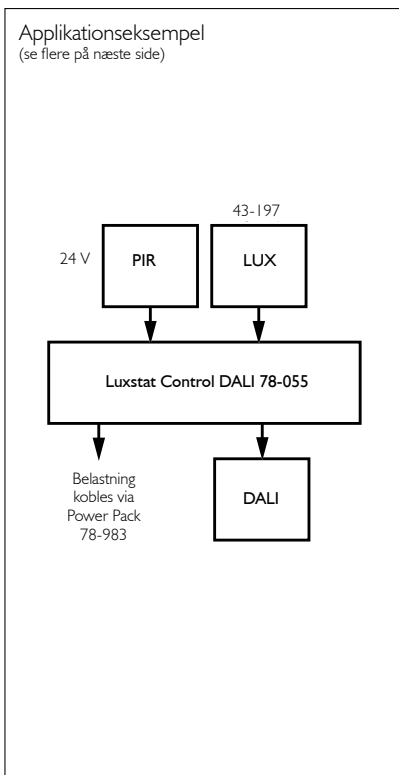 Applikationseksempel
(se flere på næste side)
43-197
24 V
PIR
LUX
Luxstat Control DALI 78-055
Belastning
kobles via
Power Pack
78-983
DALI